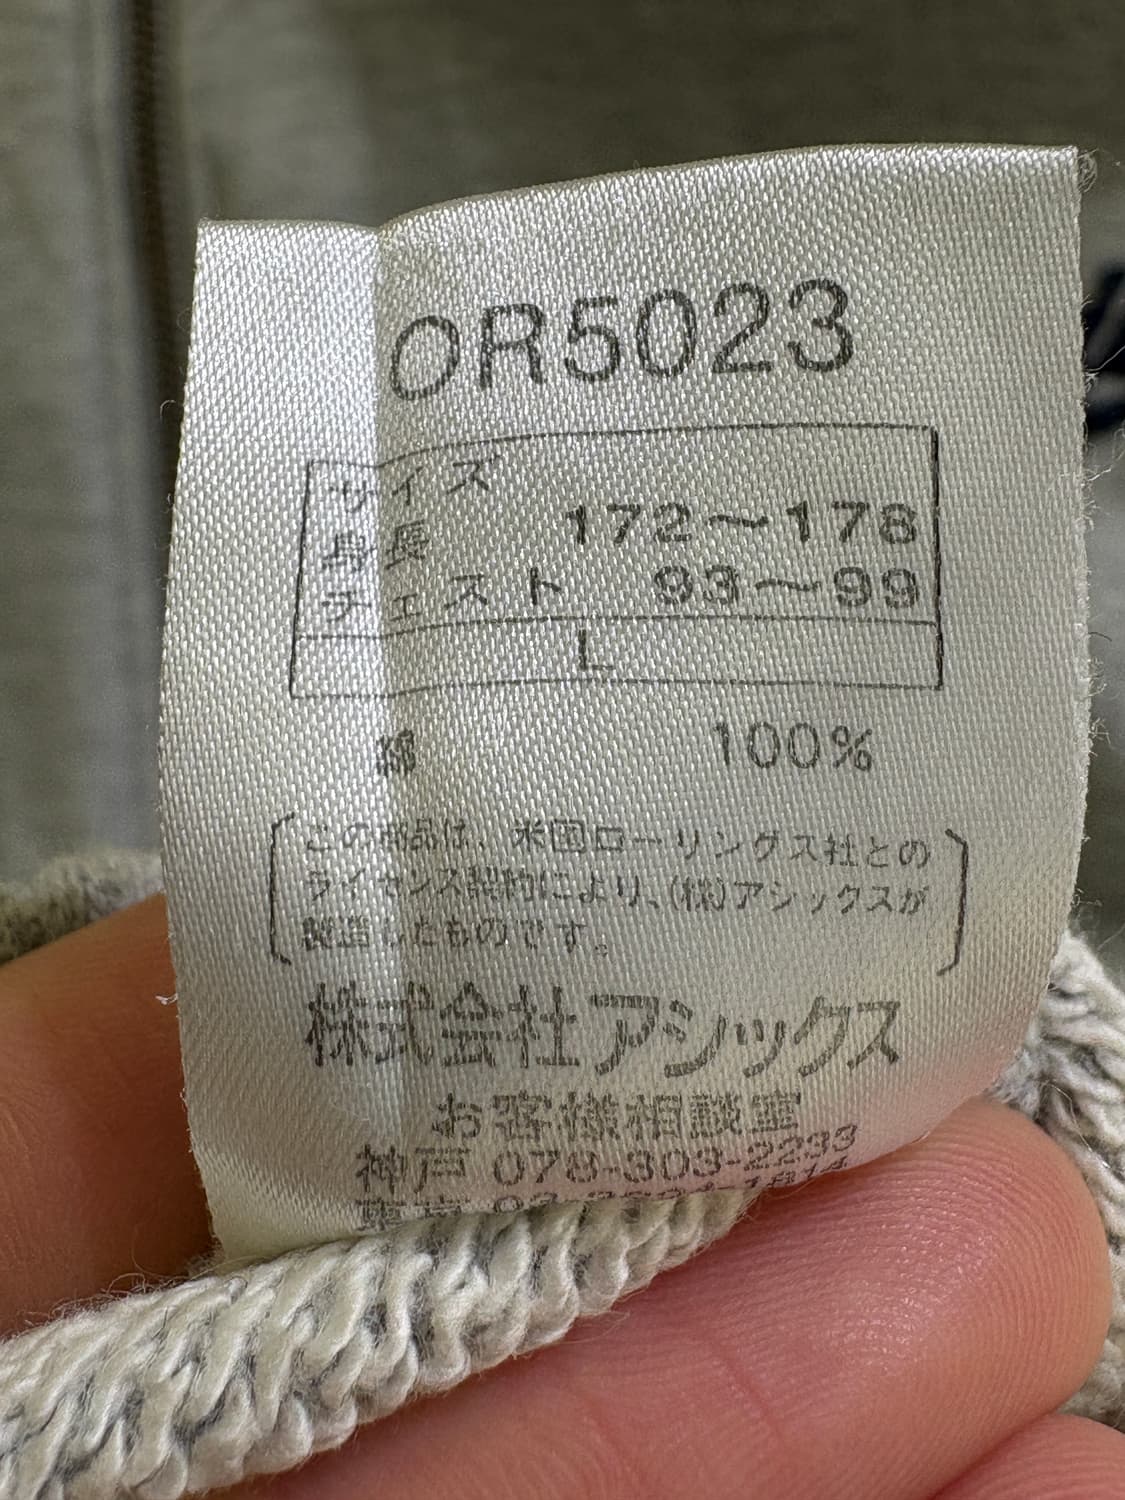 OR5023
サイズ
身長 172〜178
チェスト 93〜99
L
綿 100%
この商品は、米国ローリングス社との
ライセンス契約により、(株)アシックスが
製造したものです。
株式会社アシックス
お客様相談室
神戸 078-303-2233
東京